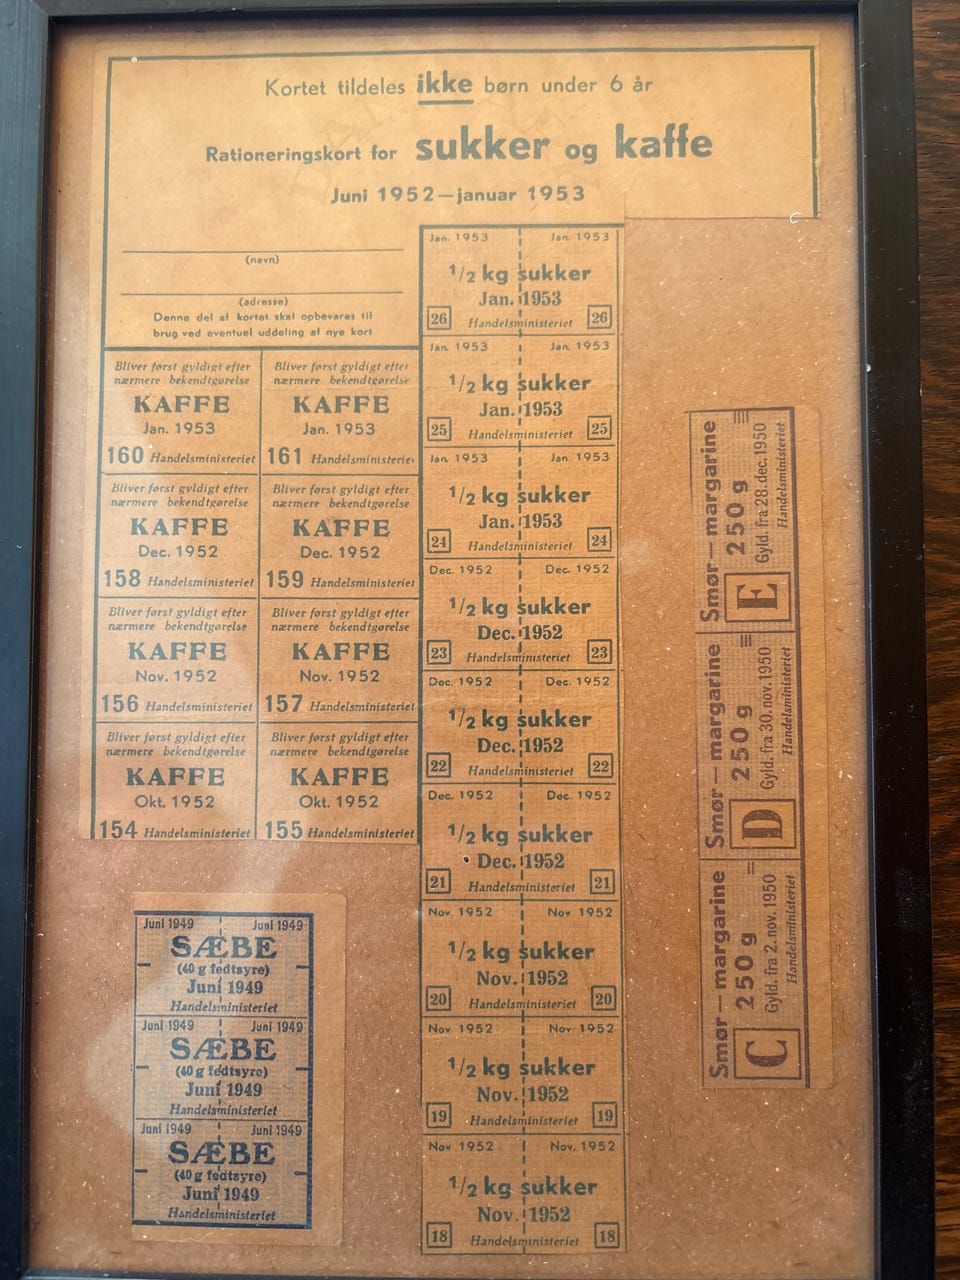 Kortet tildeles ikke børn under 6 år
Rationeringskort for sukker og kaffe
Juni 1952—januar 1953
(navn)
(adresse)
Denne del af kortet skal opbevares til
brug ved eventuel uddeling af nye kort
Bliver først gyldigt efter
nærmere bekendtgørelse
KAFFE
Jan. 1953
160 Handelsministeriet
Bliver først gyldigt efter
nærmere bekendtgørelse
KAFFE
Jan. 1953
161 Handelsministeriet
Bliver først gyldigt efter
nærmere bekendtgørelse
KAFFE
Dec. 1952
158 Handelsministeriet
Bliver først gyldigt efter
nærmere bekendtgørelse
KAFFE
Dec. 1952
159 Handelsministeriet
Bliver først gyldigt efter
nærmere bekendtgørelse
KAFFE
Nov. 1952
156 Handelsministeriet
Bliver først gyldigt efter
nærmere bekendtgørelse
KAFFE
Nov. 1952
157 Handelsministeriet
Bliver først gyldigt efter
nærmere bekendtgørelse
KAFFE
Okt. 1952
154 Handelsministeriet
Bliver først gyldigt efter
nærmere bekendtgørelse
KAFFE
Okt. 1952
155 Handelsministeriet
Jan. 1953 Jan. 1953
1/2 kg sukker
Jan. 1953
26 Handelsministeriet 26
Jan. 1953 Jan. 1953
1/2 kg sukker
Jan. 1953
25 Handelsministeriet 25
Jan. 1953 Jan. 1953
1/2 kg sukker
Jan. 1953
24 Handelsministeriet 24
Dec. 1952 Dec. 1952
1/2 kg sukker
Dec. 1952
23 Handelsministeriet 23
Dec. 1952 Dec. 1952
1/2 kg sukker
Dec. 1952
22 Handelsministeriet 22
Dec. 1952 Dec. 1952
1/2 kg sukker
Dec. 1952
21 Handelsministeriet 21
Nov. 1952 Nov 1952
1/2 kg sukker
Nov. 1952
20 Handelsministeriet 20
Nov. 1952 Nov. 1952
1/2 kg sukker
Nov. 1952
19 Handelsministeriet 19
Nov 1952 Nov. 1952
1/2 kg sukker
Nov. 1952
18 Handelsministeriet 18
Juni 1949 Juni 1949
SÆBE
(40 g fedtsyre)
Juni 1949
Handelsministeriet
Juni 1949 Juni 1949
SÆBE
(40 g fedtsyre)
Juni 1949
Handelsministeriet
Juni 1949 Juni 1949
SÆBE
(40 g fedtsyre)
Juni 1949
Handelsministeriet
Smør — margarine
E 250 g
Gyld. fra 28. dec. 1950
Handelsministeriet
Smør — margarine
D 250 g
Gyld. fra 30. nov. 1950
Handelsministeriet
Smør — margarine
C 250 g
Gyld. fra 2. nov. 1950
Handelsministeriet